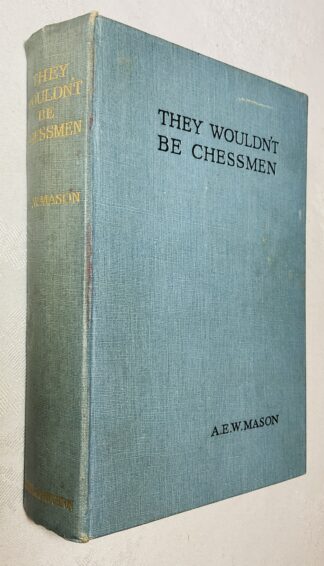 THEY
WOULDN'T
BE
CHESSMEN
A.E.W. MASON
THEY WOULDN'T
BE CHESSMEN
A.E.W. MASON